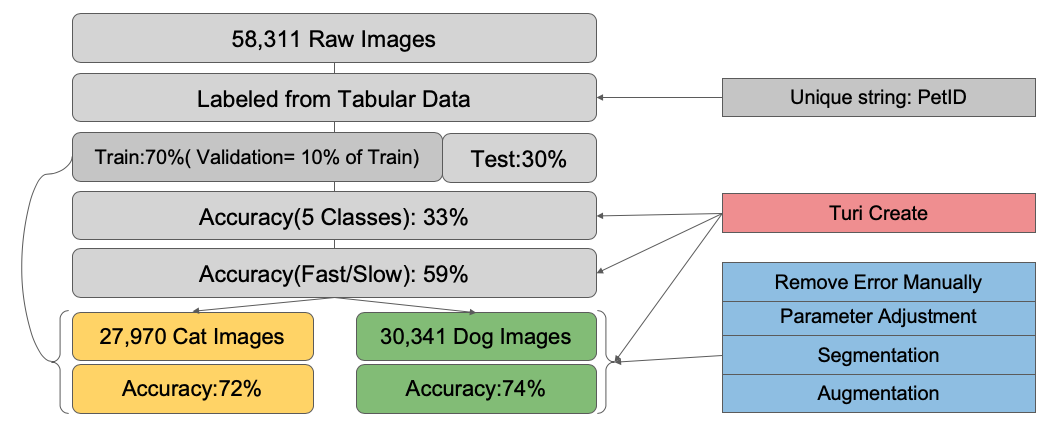 58,311 Raw Images
Labeled from Tabular Data
Unique string: PetID
Train:70%( Validation= 10% of Train)
Test:30%
Accuracy(5 Classes): 33%
Turi Create
Accuracy(Fast/Slow): 59%
27,970 Cat Images
30,341 Dog Images
Accuracy:72%
Accuracy:74%
Remove Error Manually
Parameter Adjustment
Segmentation
Augmentation